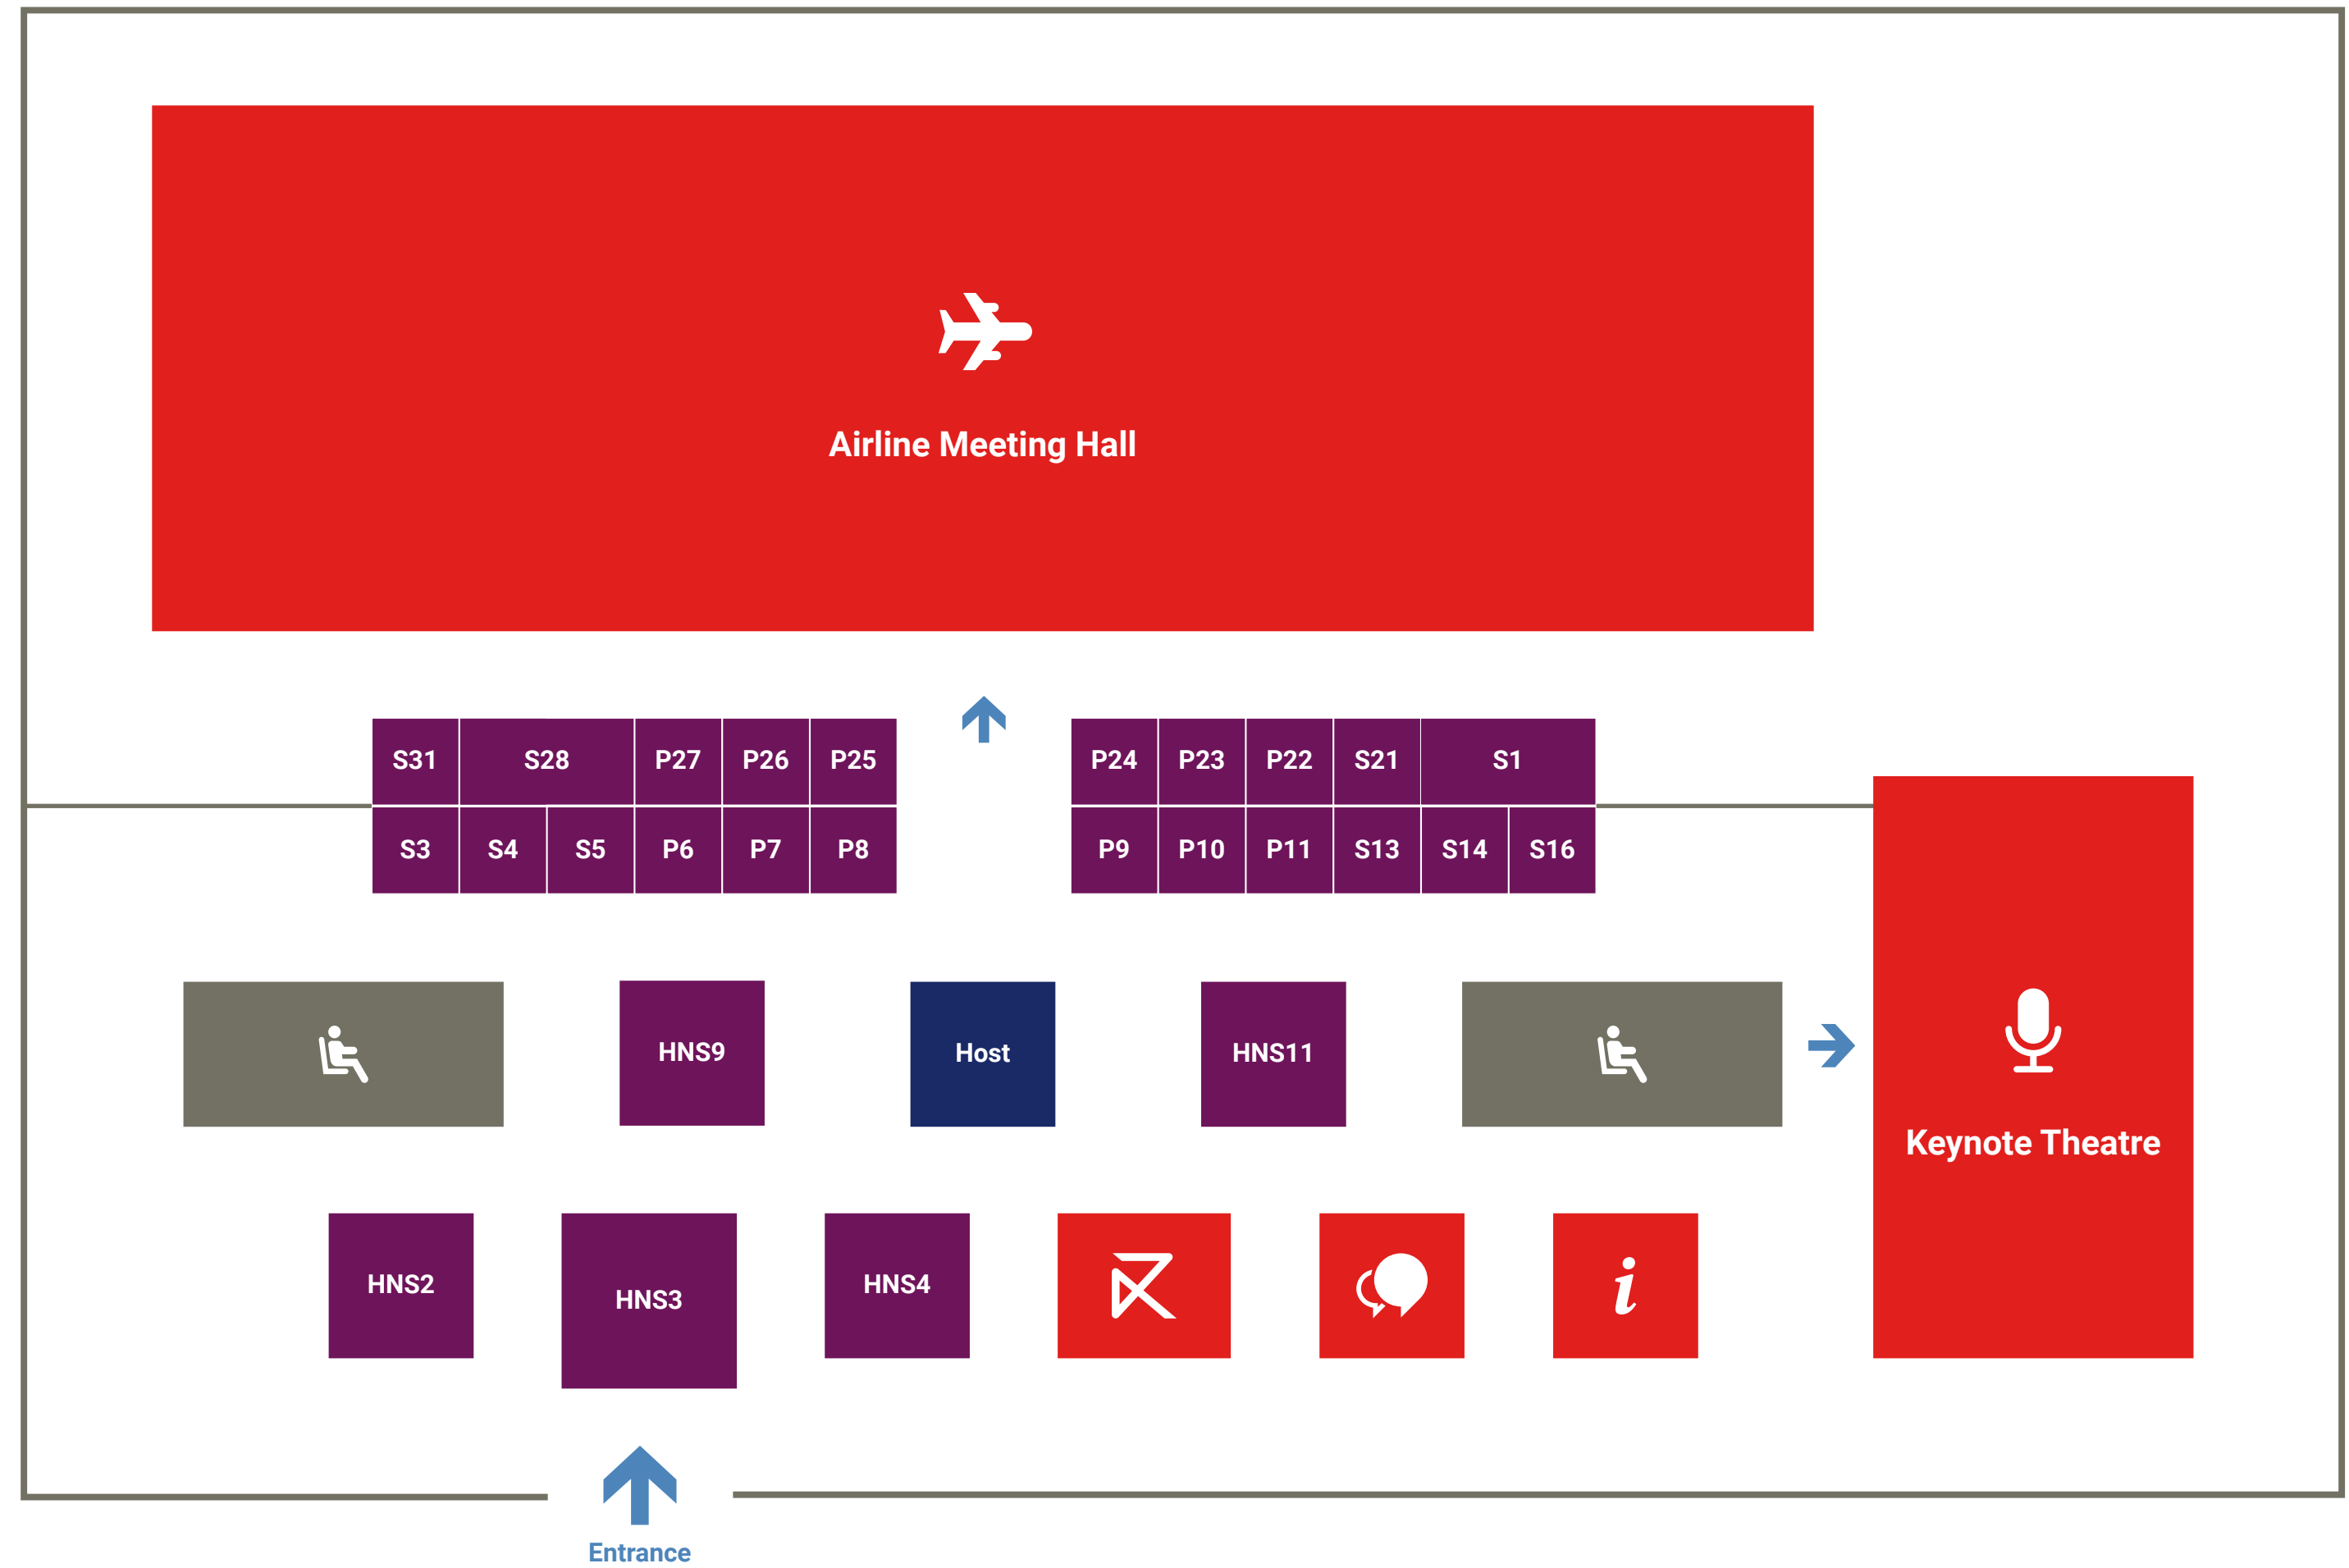 Airline Meeting Hall
S31 S28 P27 P26 P25 P24 P23 P22 S21 S1
S3 S4 S5 P6 P7 P8 P9 P10 P11 S13 S14 S16
HNS9 Host HNS11
Keynote Theatre
HNS2 HNS3 HNS4 i
Entrance